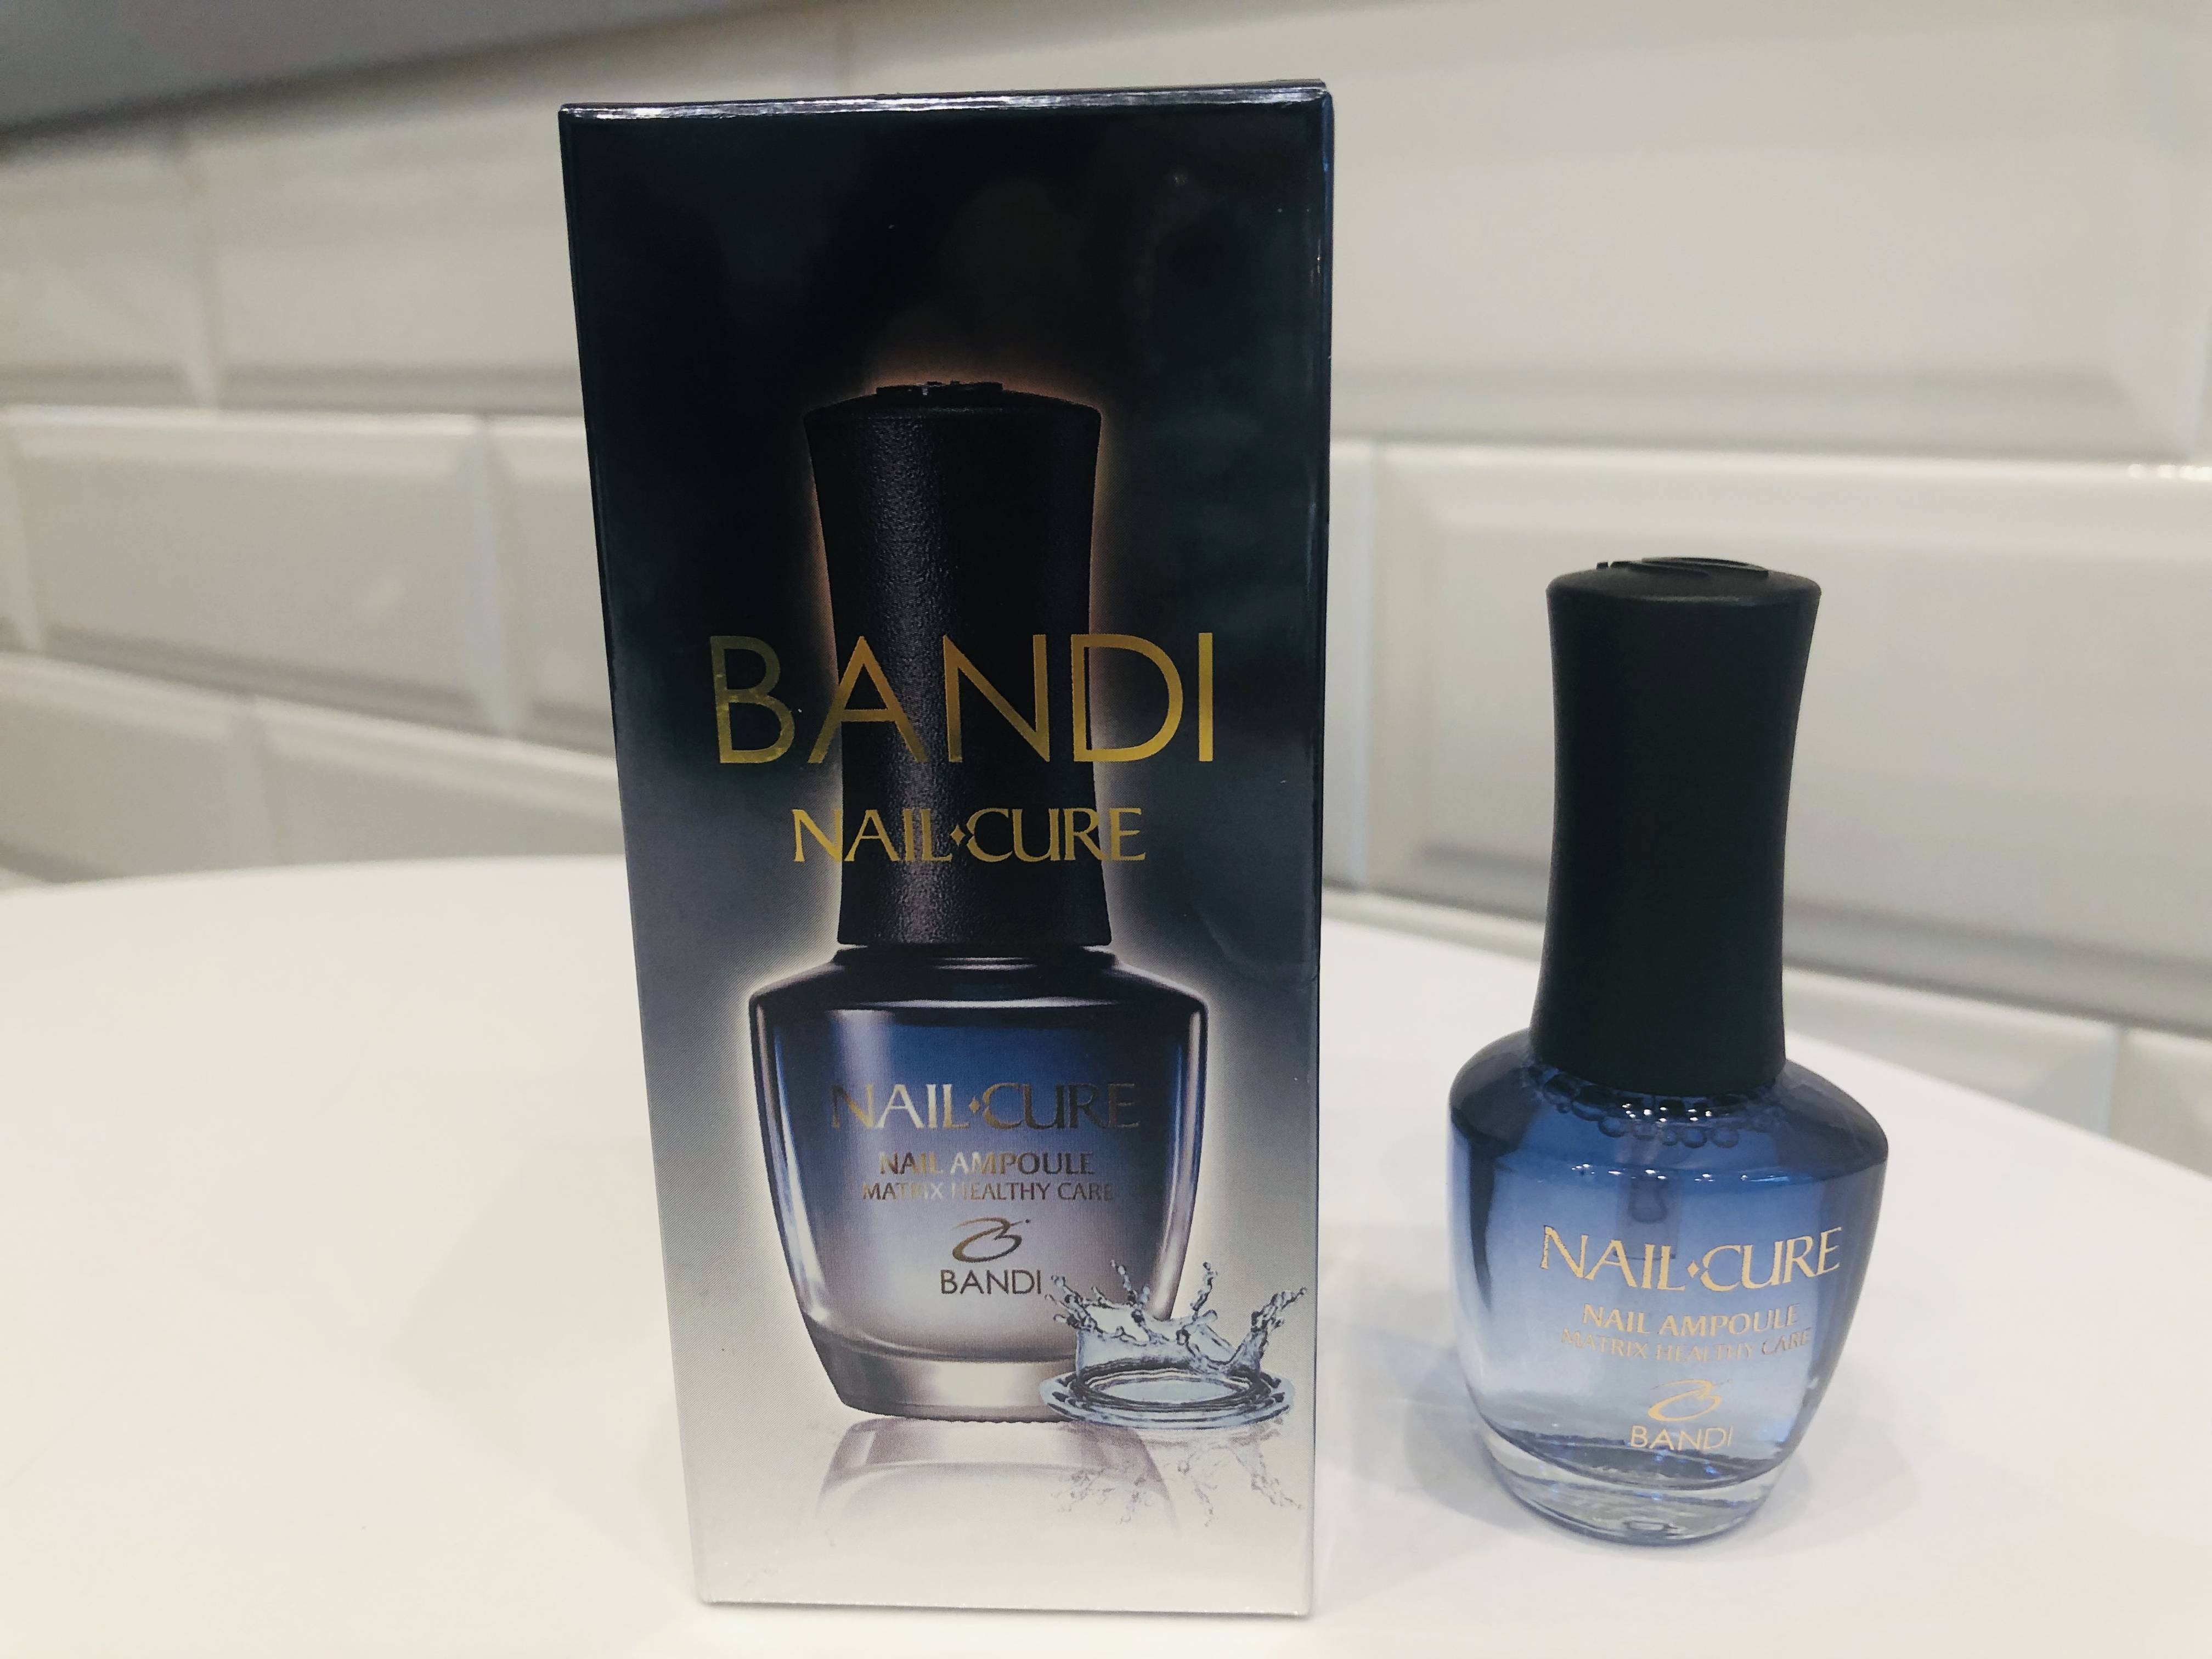 BANDI
NAIL·CURE
NAIL·CURE
NAIL AMPOULE
MATRIX HEALTHY CARE
BANDI
NAIL·CURE
NAIL AMPOULE
MATRIX HEALTHY CARE
BANDI